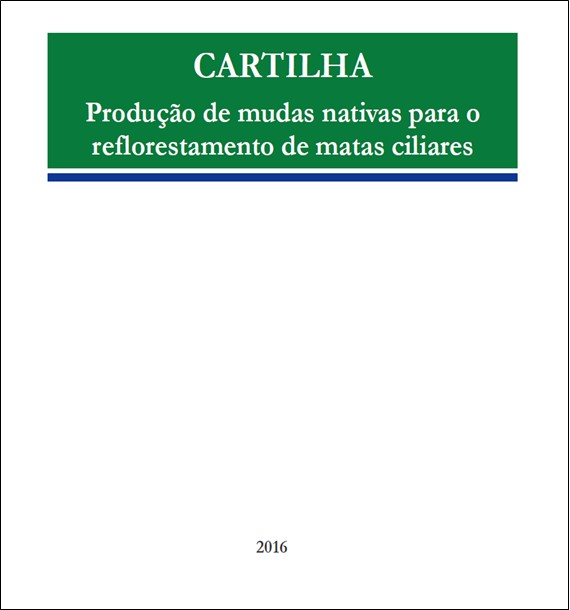 CARTILHA
Produção de mudas nativas para o
reflorestamento de matas ciliares
2016